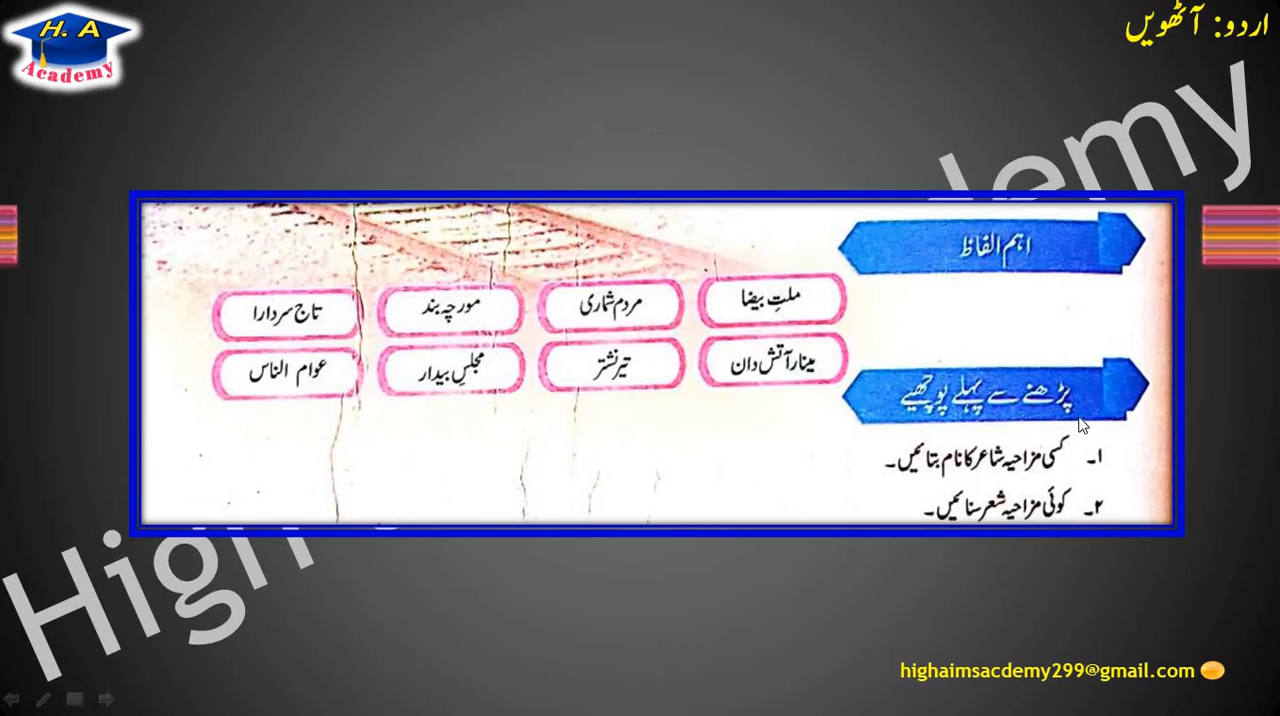 H. A
Academy
اردو: آٹھویں
اہم الفاظ
ملتِ بیضا
مردم شماری
مورچہ بند
تاج سردارا
مینار آتش دان
تیر نشتر
مجلسِ بیدار
عوام الناس
پڑھنے سے پہلے پوچھیے
۱۔ کسی مزاحیہ شاعر کا نام بتائیں۔
۲۔ کوئی مزاحیہ شعر سنائیں۔
High
demy
highaimsacdemy299@gmail.com